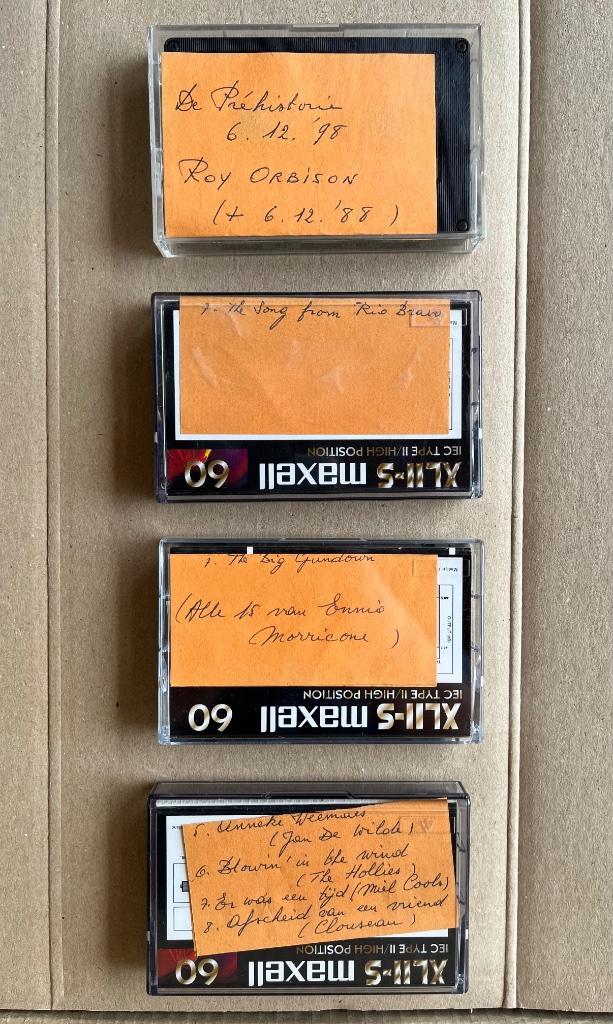 De Préhistorie
6.12.'98
ROY ORBISON
(+ 6.12.'88)
7. The Song from Rio Bravo
IEC TYPE II/HIGH POSITION
XLII-S maxell 60
7. The Big Gundown
(Alle 15 van Ennio
Morricone)
IEC TYPE II/HIGH POSITION
XLII-S maxell 60
5. Anneke Weemaes
(Jan De Wilde)
6. Blowin' in the wind
(The Hollies)
7. Er was een tijd (Miel Cools)
8. Afscheid van een vriend
(Clouseau)
IEC TYPE II/HIGH POSITION
XLII-S maxell 60